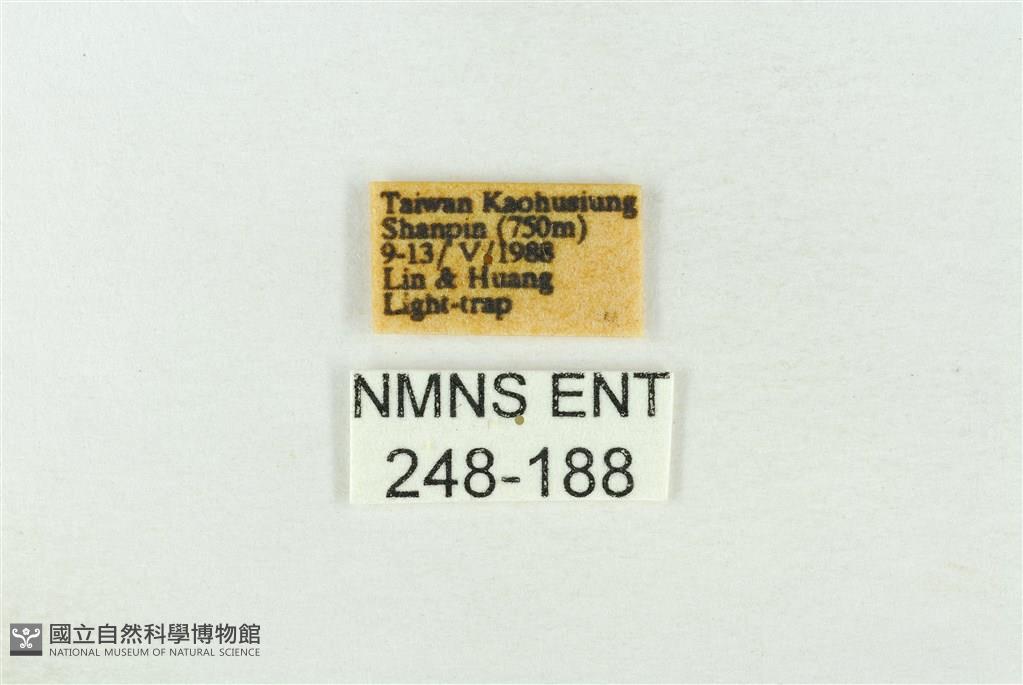 Taiwan Kaohusiung
Shanpin (750m)
9-13/ V/1988
Lin & Huang
Light-trap
NMNS ENT
248-188
國立自然科學博物館
NATIONAL MUSEUM OF NATURAL SCIENCE